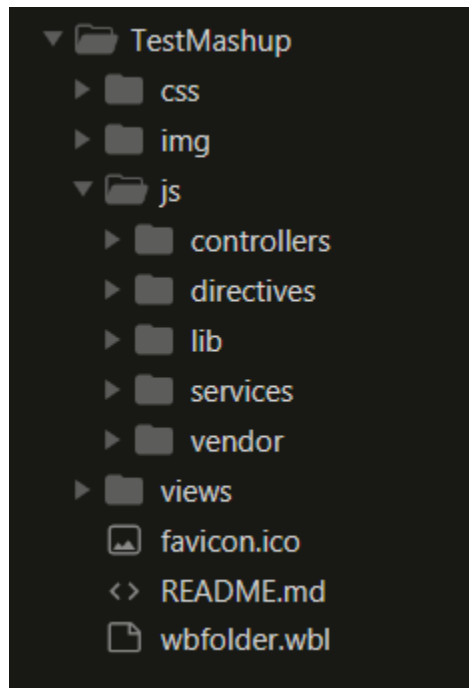 TestMashup
css
img
js
controllers
directives
lib
services
vendor
views
favicon.ico
README.md
wbfolder.wbl